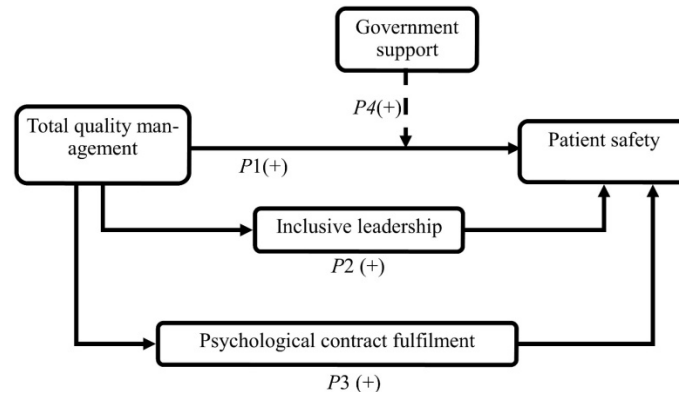 Government
support
P4(+)
Total quality man-
agement
Patient safety
P1(+)
Inclusive leadership
P2 (+)
Psychological contract fulfilment
P3 (+)